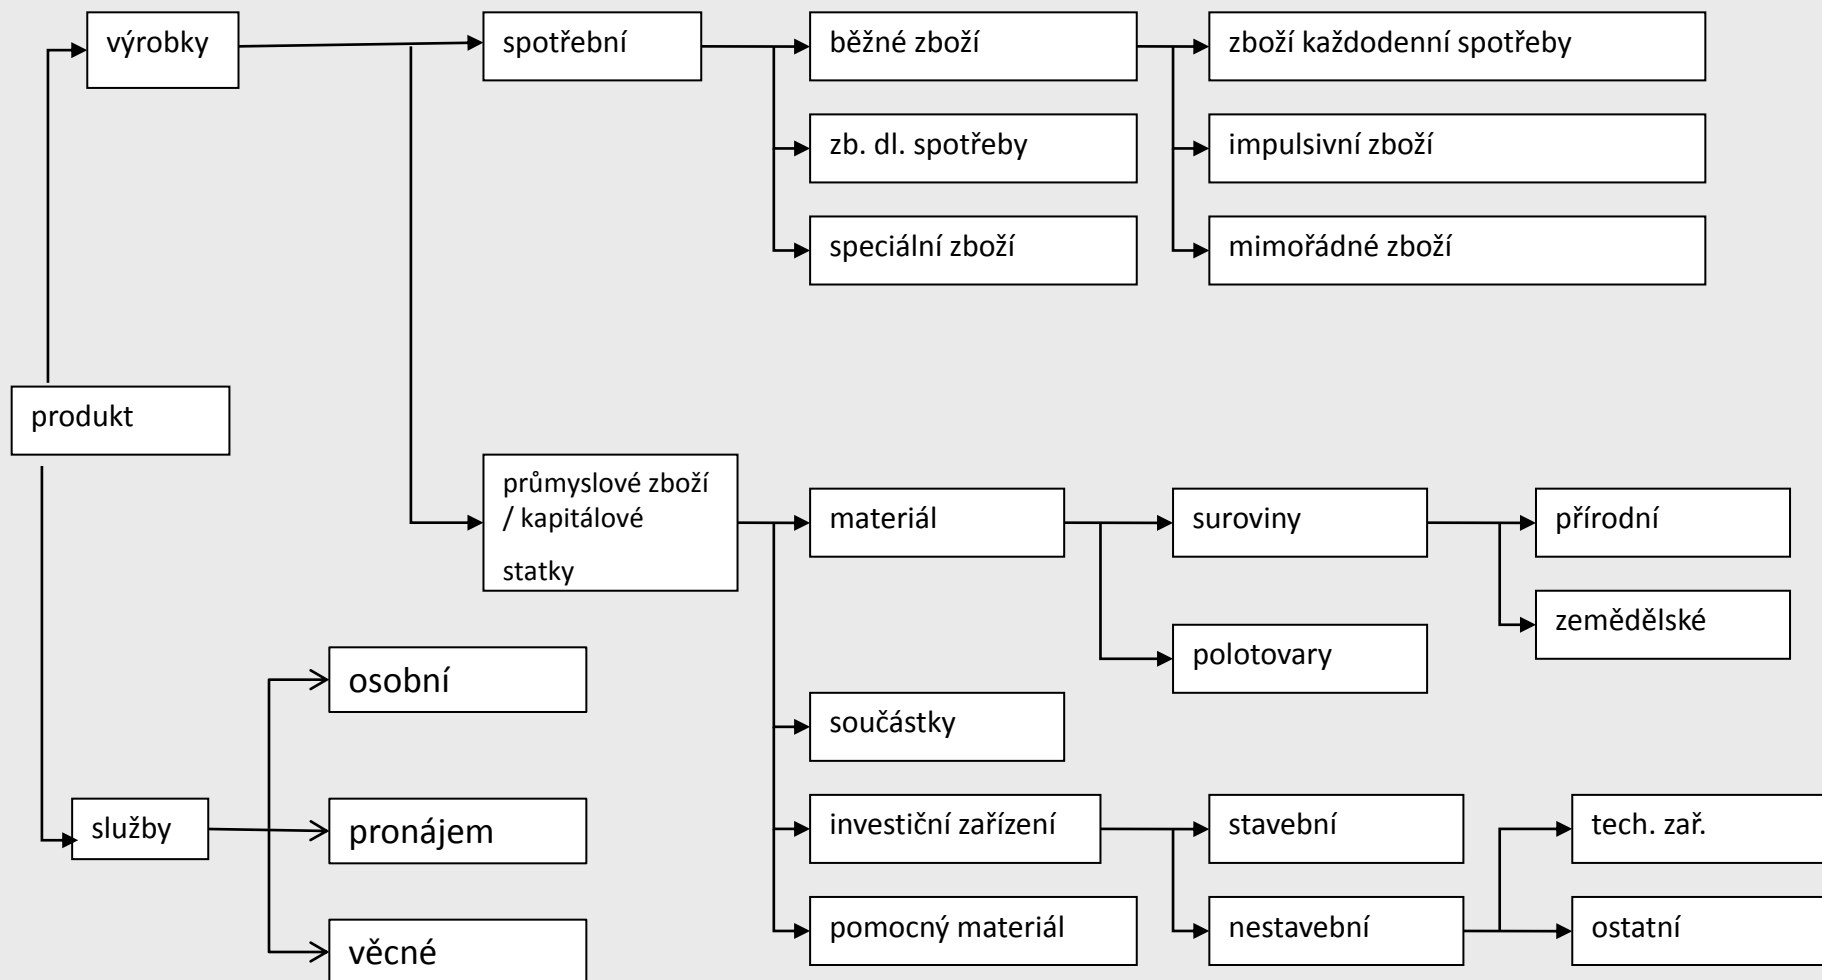 výrobky
spotřební
běžné zboží
zboží každodenní spotřeby
zb. dl. spotřeby
impulsivní zboží
speciální zboží
mimořádné zboží
produkt
průmyslové zboží
/ kapitálové
statky
materiál
suroviny
přírodní
zemědělské
polotovary
osobní
součástky
služby
pronájem
investiční zařízení
stavební
tech. zař.
pomocný materiál
nestavební
ostatní
věcné